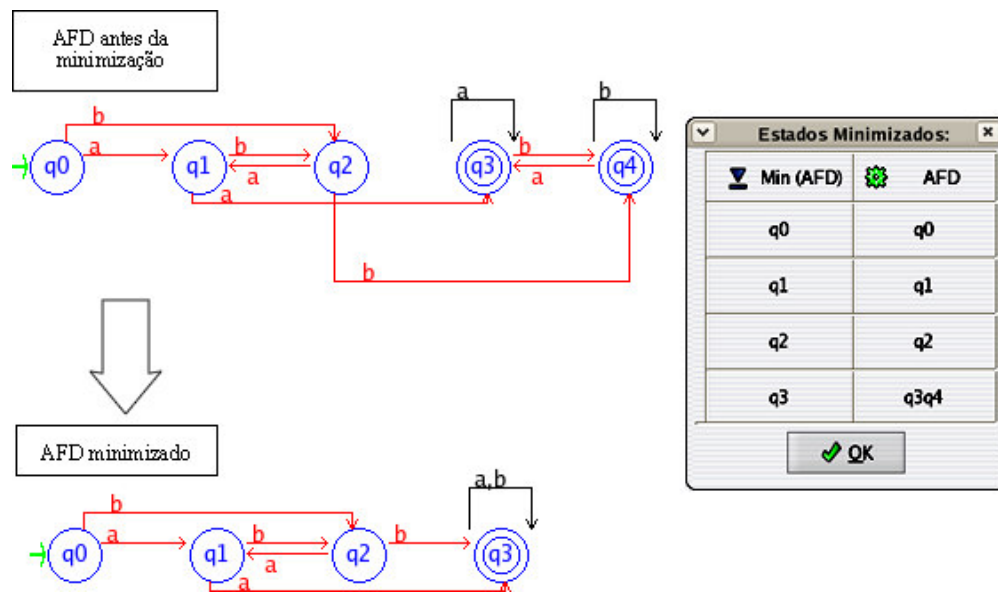 AFD antes da
minimização
b
a
b
q0
a
q1
b
a
q2
q3
b
a
q4
a
b
Estados Minimizados:
Min (AFD)
AFD
q0
q0
q1
q1
q2
q2
q3
q3q4
OK
AFD minimizado
a,b
b
q0
a
q1
b
a
q2
b
q3
a